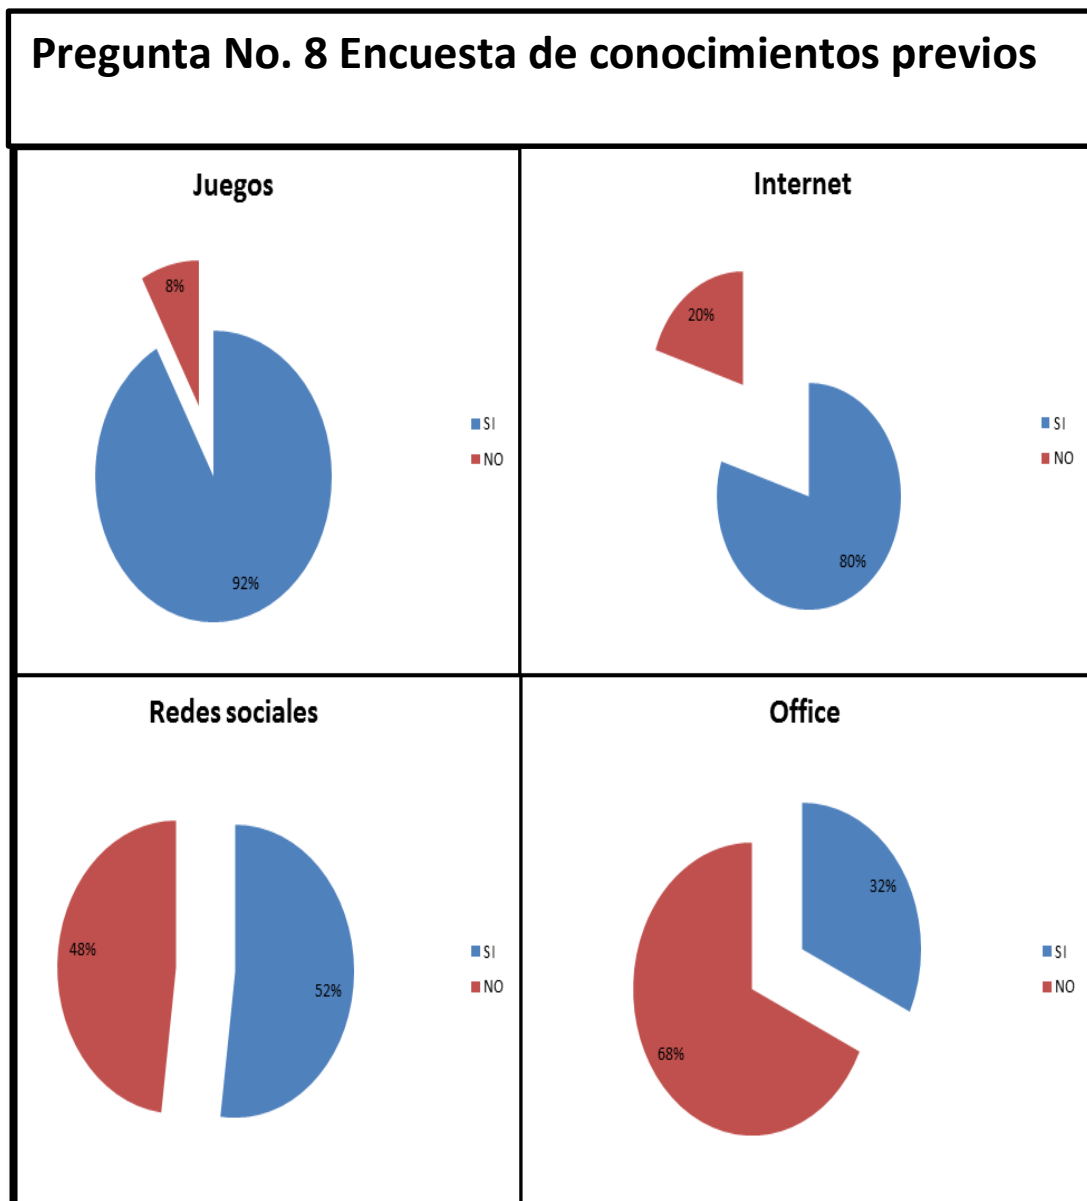 Pregunta No. 8 Encuesta de conocimientos previos
Juegos
8%
92%
SI
NO
Internet
20%
80%
SI
NO
Redes sociales
48%
52%
SI
NO
Office
32%
68%
SI
NO